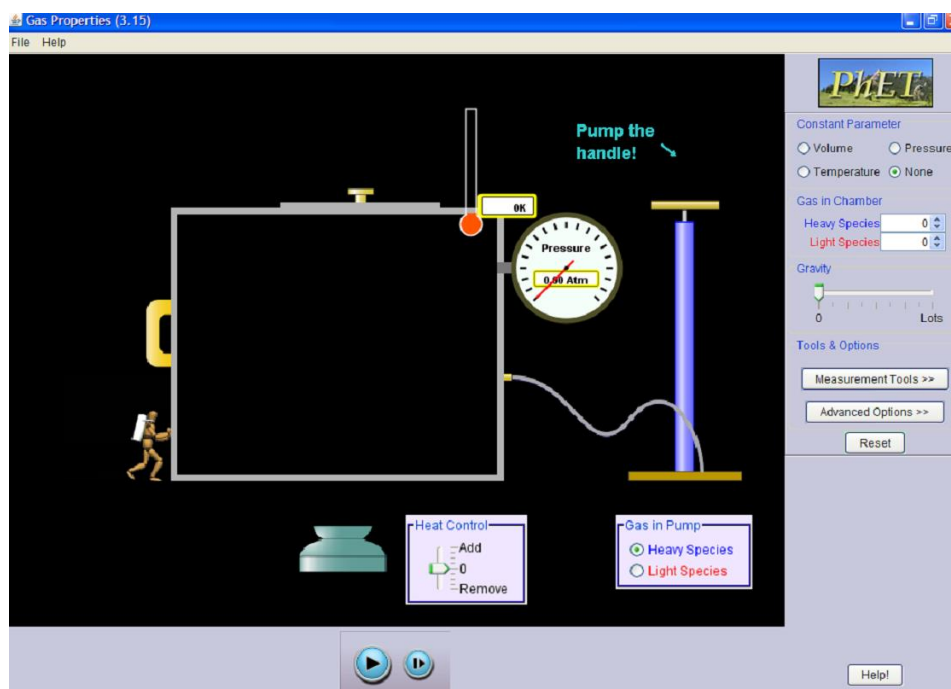 Gas Properties (3.15)
File Help
PhET
Pump the
handle!
0K
Pressure
0.00 Atm
Heat Control
Add
0
Remove
Gas in Pump
Heavy Species
Light Species
Constant Parameter
Volume Pressure
Temperature None
Gas in Chamber
Heavy Species 0
Light Species 0
Gravity
0 Lots
Tools & Options
Measurement Tools >>
Advanced Options >>
Reset
Help!